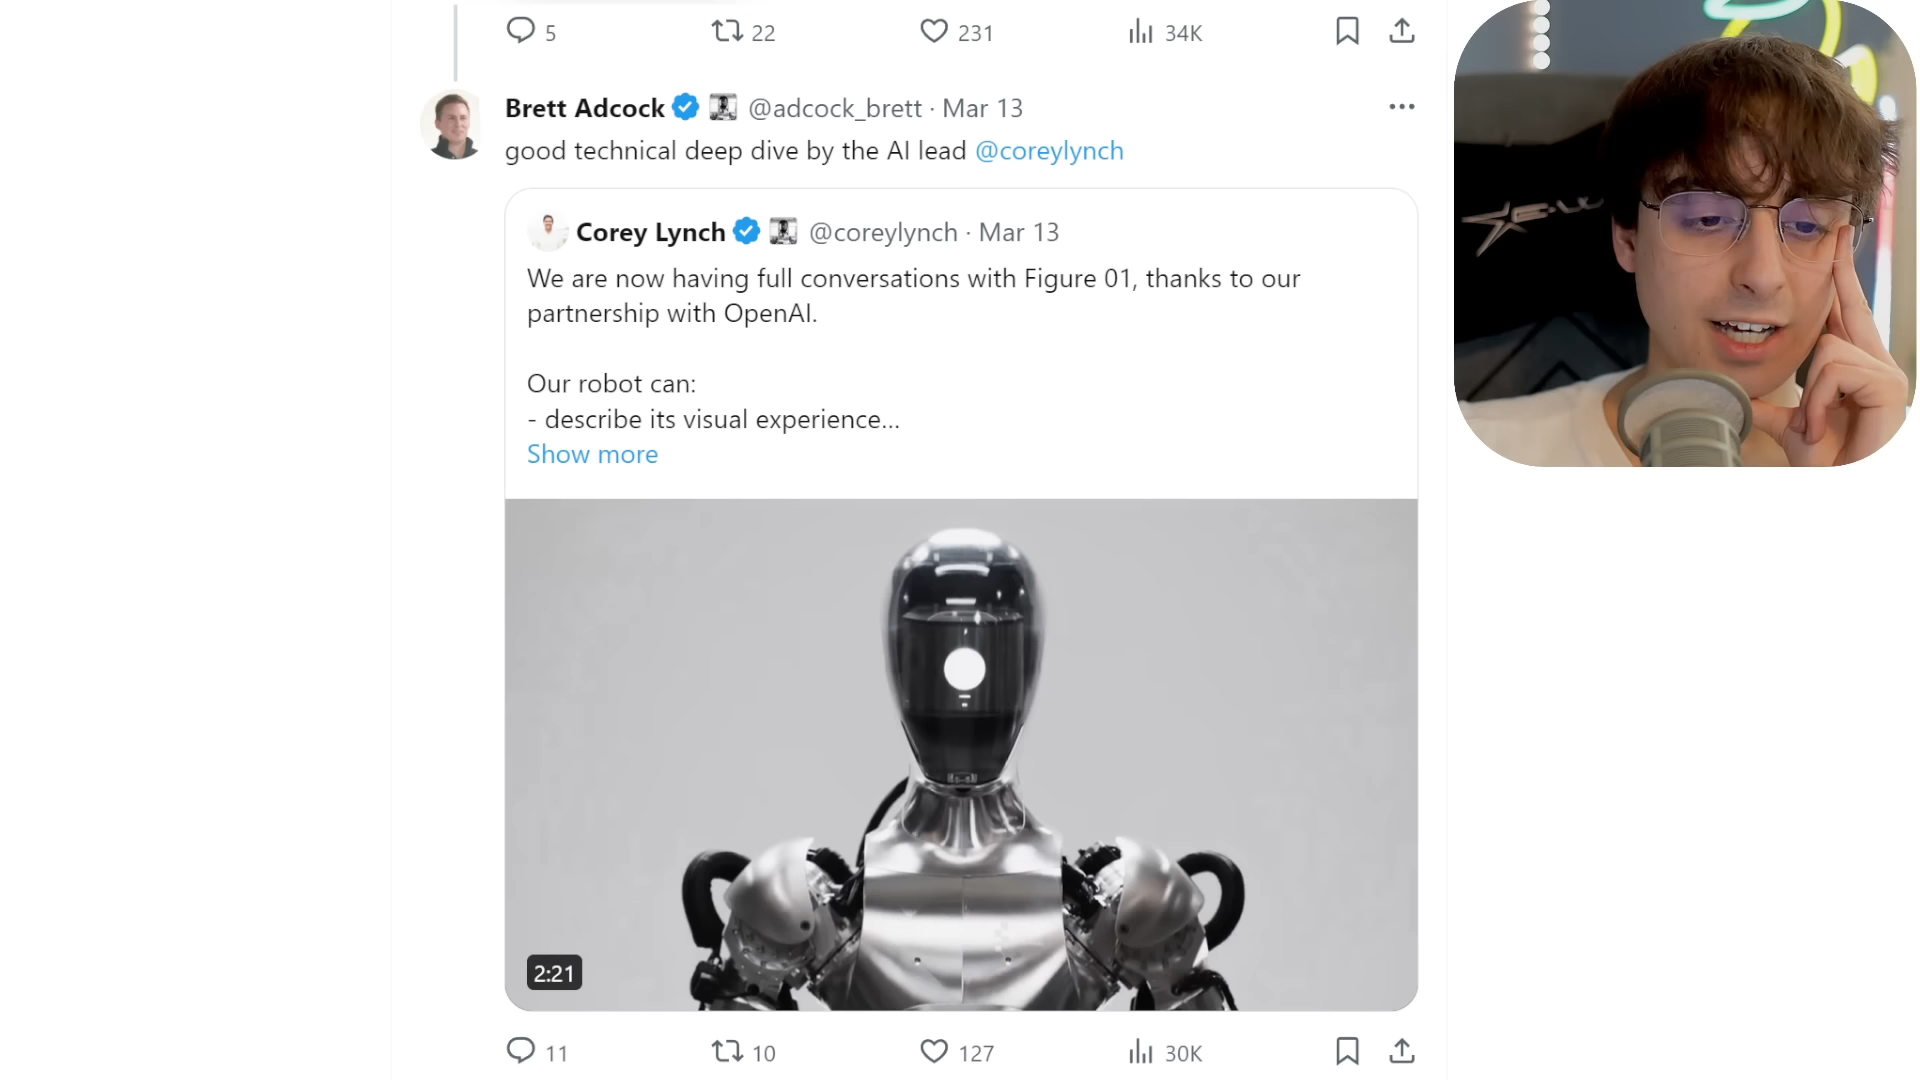 5 22 231 34K
Brett Adcock @adcock_brett · Mar 13
good technical deep dive by the AI lead @coreylynch
Corey Lynch @coreylynch · Mar 13
We are now having full conversations with Figure 01, thanks to our
partnership with OpenAI.
Our robot can:
- describe its visual experience...
Show more
2:21
11 10 127 30K